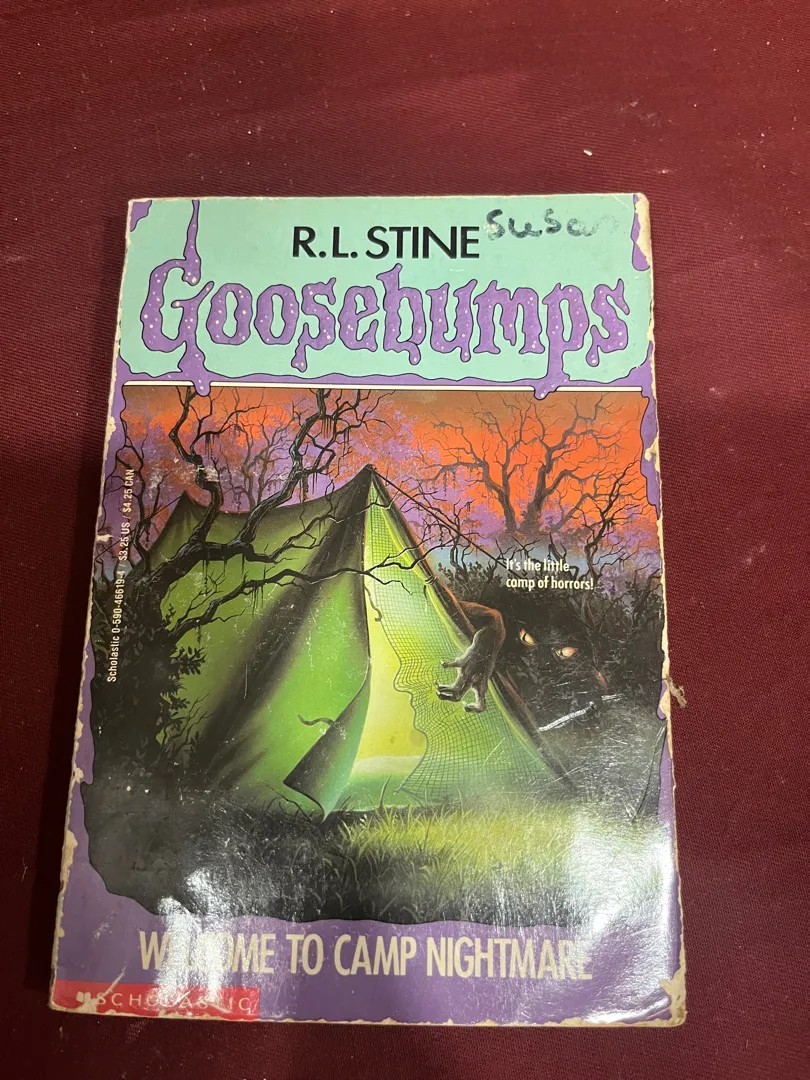 Susan
R.L. STINE
Goosebumps
Scholastic 0-590-46619-4 / $3.25 US / $4.25 CAN
It's the little
camp of horrors!
WELCOME TO CAMP NIGHTMARE
SCHOLASTIC